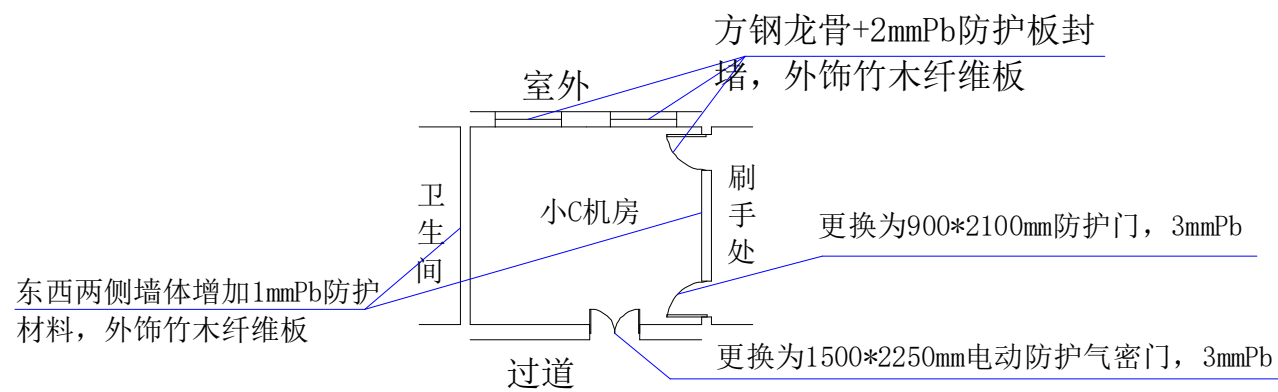 方钢龙骨+2mmPb防护板封
堵，外饰竹木纤维板
室外
卫生间
小C机房
刷手处
更换为900*2100mm防护门，3mmPb
东西两侧墙体增加1mmPb防护
材料，外饰竹木纤维板
过道
更换为1500*2250mm电动防护气密门，3mmPb